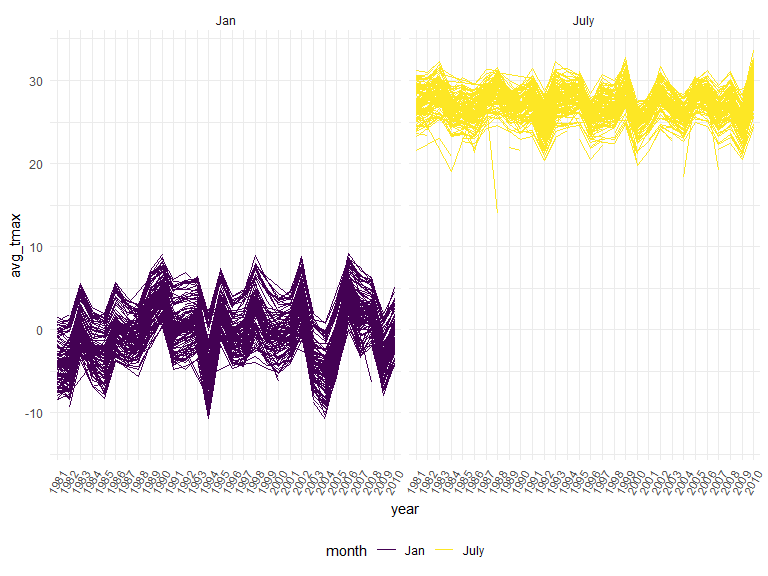 Jan July
avg_tmax
30
20
10
0
-10
1981 1982 1983 1984 1985 1986 1987 1988 1989 1990 1991 1992 1993 1994 1995 1996 1997 1998 1999 2000 2001 2002 2003 2004 2005 2006 2007 2008 2009 2010 1981 1982 1983 1984 1985 1986 1987 1988 1989 1990 1991 1992 1993 1994 1995 1996 1997 1998 1999 2000 2001 2002 2003 2004 2005 2006 2007 2008 2009 2010
year
month Jan July